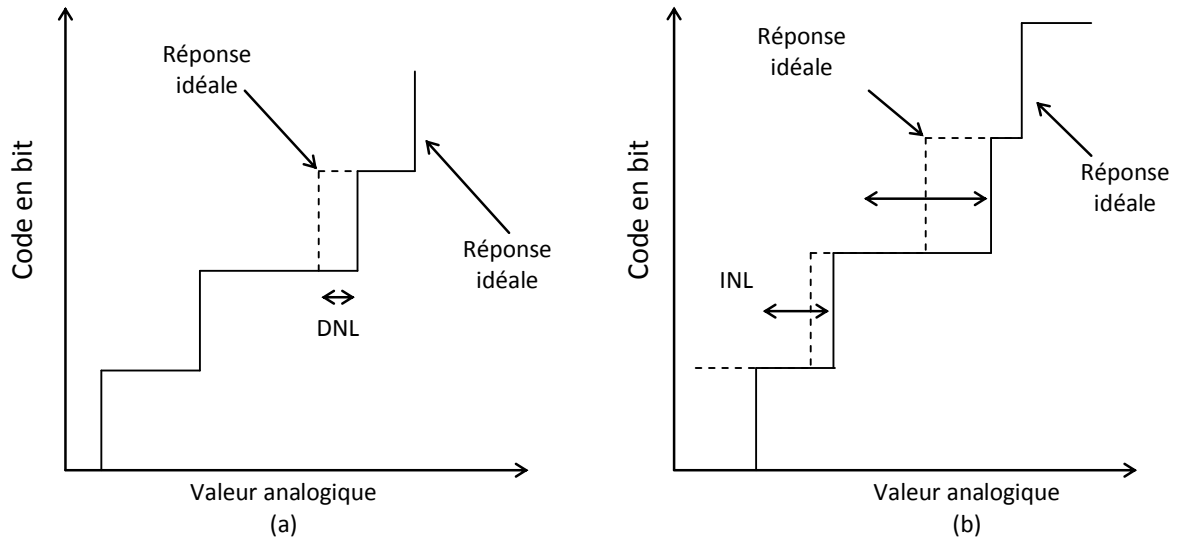 Réponse
idéale
Code en bit
DNL
Réponse
idéale
Valeur analogique
(a)
Réponse
idéale
Code en bit
INL
Réponse
idéale
Valeur analogique
(b)